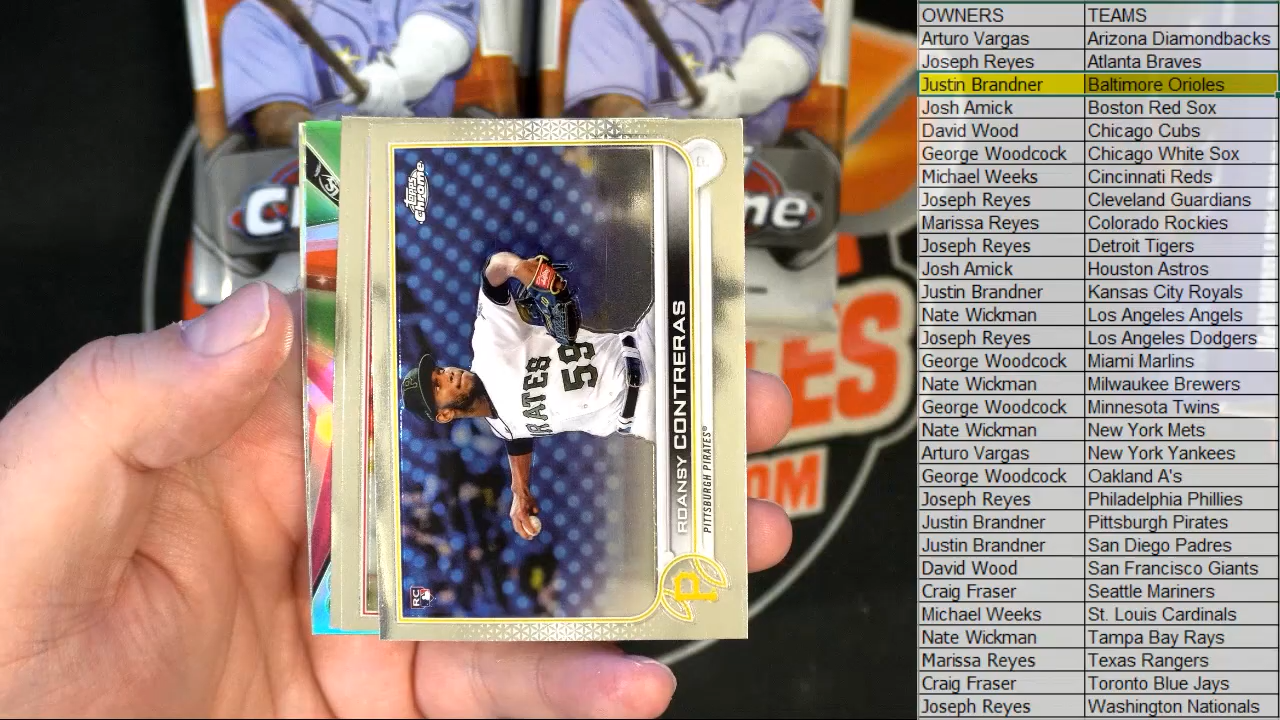 Topps
Chrome
PIRATES
59
ROANSY CONTRERAS
PITTSBURGH PIRATES®
P
RC
OWNERS TEAMS
Arturo Vargas Arizona Diamondbacks
Joseph Reyes Atlanta Braves
Justin Brandner Baltimore Orioles
Josh Amick Boston Red Sox
David Wood Chicago Cubs
George Woodcock Chicago White Sox
Michael Weeks Cincinnati Reds
Joseph Reyes Cleveland Guardians
Marissa Reyes Colorado Rockies
Joseph Reyes Detroit Tigers
Josh Amick Houston Astros
Justin Brandner Kansas City Royals
Nate Wickman Los Angeles Angels
Joseph Reyes Los Angeles Dodgers
George Woodcock Miami Marlins
Nate Wickman Milwaukee Brewers
George Woodcock Minnesota Twins
Nate Wickman New York Mets
Arturo Vargas New York Yankees
George Woodcock Oakland A's
Joseph Reyes Philadelphia Phillies
Justin Brandner Pittsburgh Pirates
Justin Brandner San Diego Padres
David Wood San Francisco Giants
Craig Fraser Seattle Mariners
Michael Weeks St. Louis Cardinals
Nate Wickman Tampa Bay Rays
Marissa Reyes Texas Rangers
Craig Fraser Toronto Blue Jays
Joseph Reyes Washington Nationals